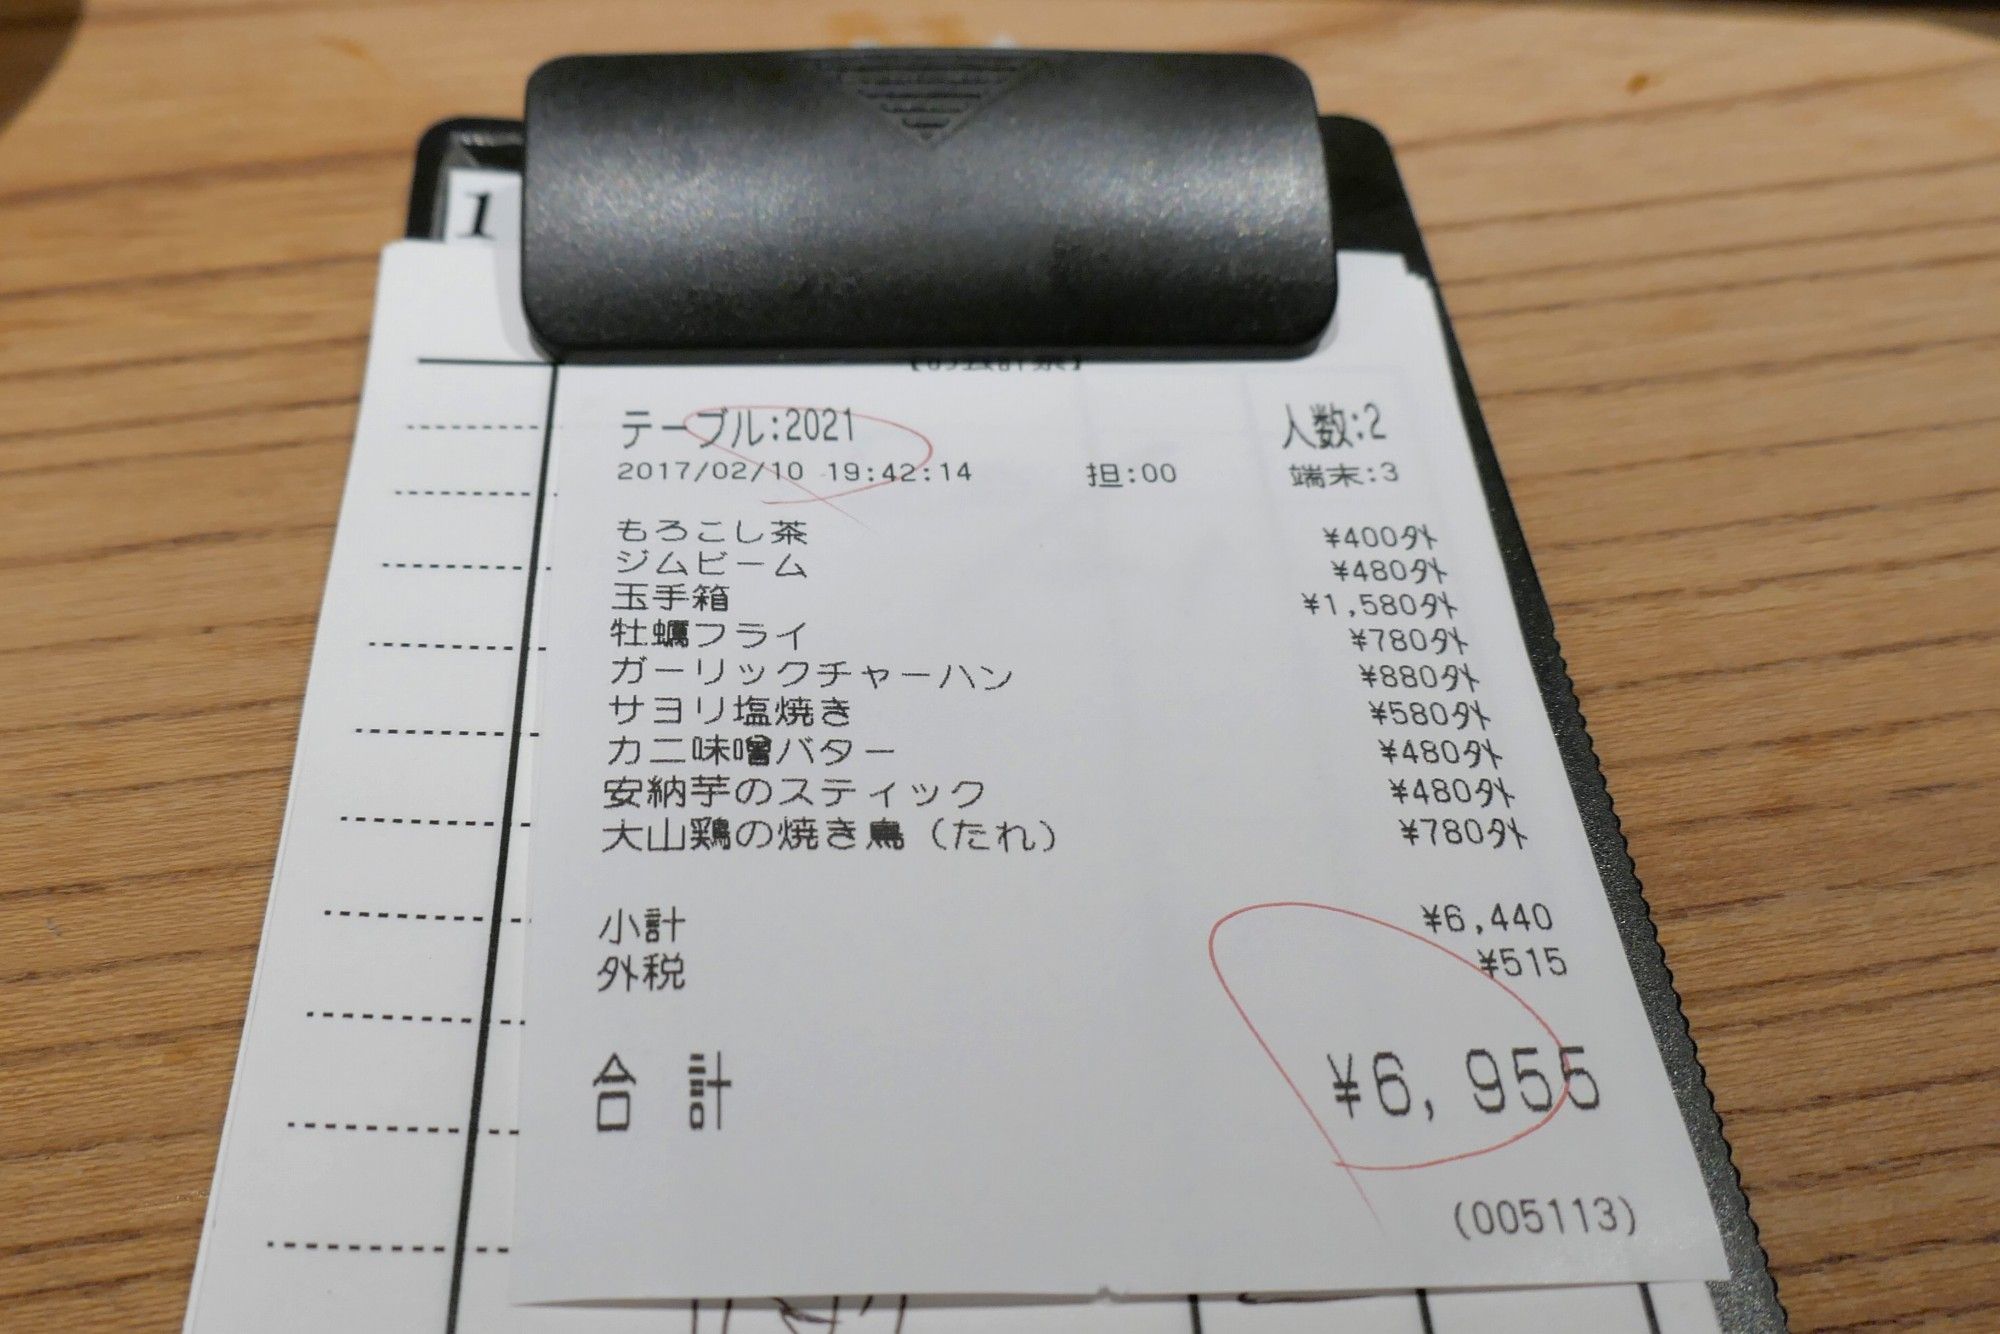 1
テーブル:2021 人数:2
2017/02/10 19:42:14 担:00 端末:3
もろこし茶 ¥400外
ジムビーム ¥480外
玉手箱 ¥1,580外
牡蠣フライ ¥780外
ガーリックチャーハン ¥880外
サヨリ塩焼き ¥580外
カニ味噌バター ¥480外
安納芋のスティック ¥480外
大山鶏の焼き鳥(たれ) ¥780外
小計 ¥6,440
外税 ¥515
合計 ¥6,955
(005113)